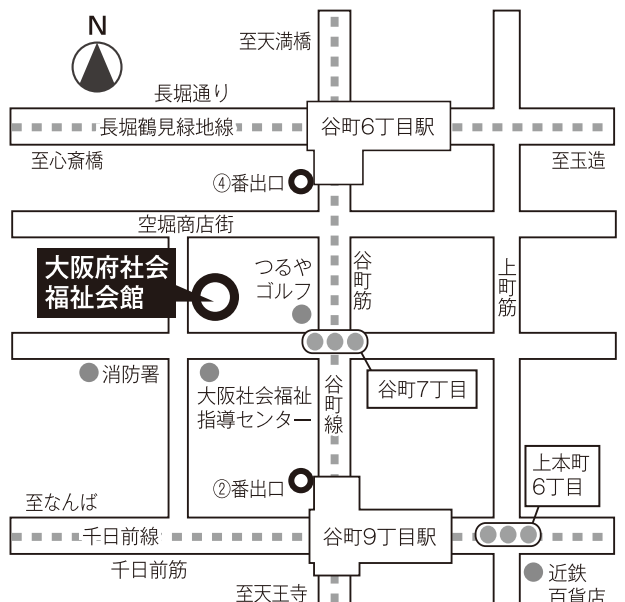 N
至天満橋
長堀通り
長堀鶴見緑地線
谷町6丁目駅
至心斎橋
至玉造
④番出口
空堀商店街
大阪府社会
福祉会館
つるや
ゴルフ
谷町筋
上町筋
消防署
大阪社会福祉
指導センター
谷町線
谷町7丁目
②番出口
上本町
6丁目
至なんば
千日前線
谷町9丁目駅
千日前筋
近鉄
百貨店
至天王寺